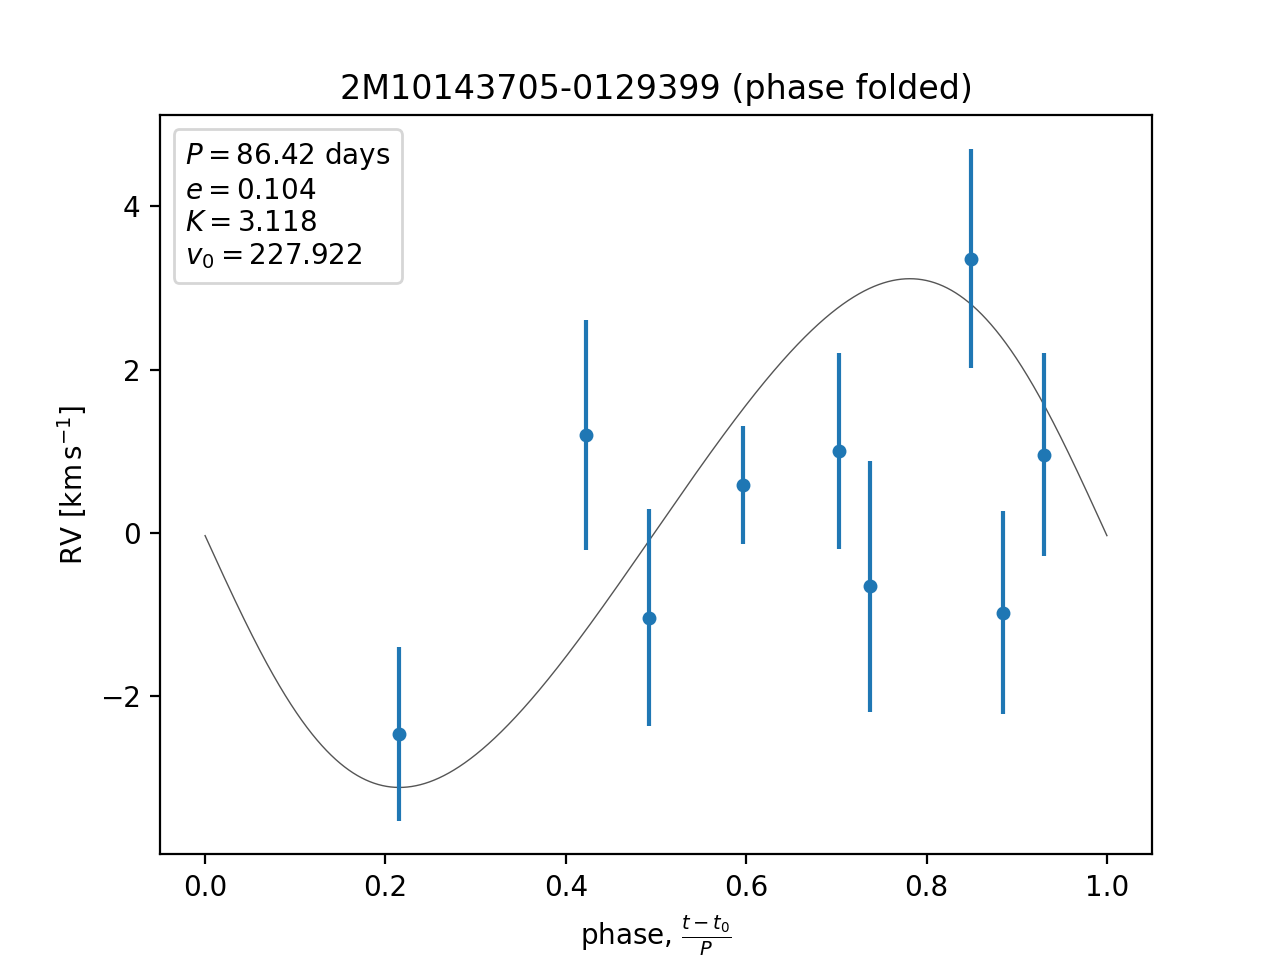 2M10143705-0129399 (phase folded)
P = 86.42 days
e = 0.104
K = 3.118
v₀ = 227.922
4
2
0
−2
RV [km s⁻¹]
0.0 0.2 0.4 0.6 0.8 1.0
phase, (t − t₀)/P